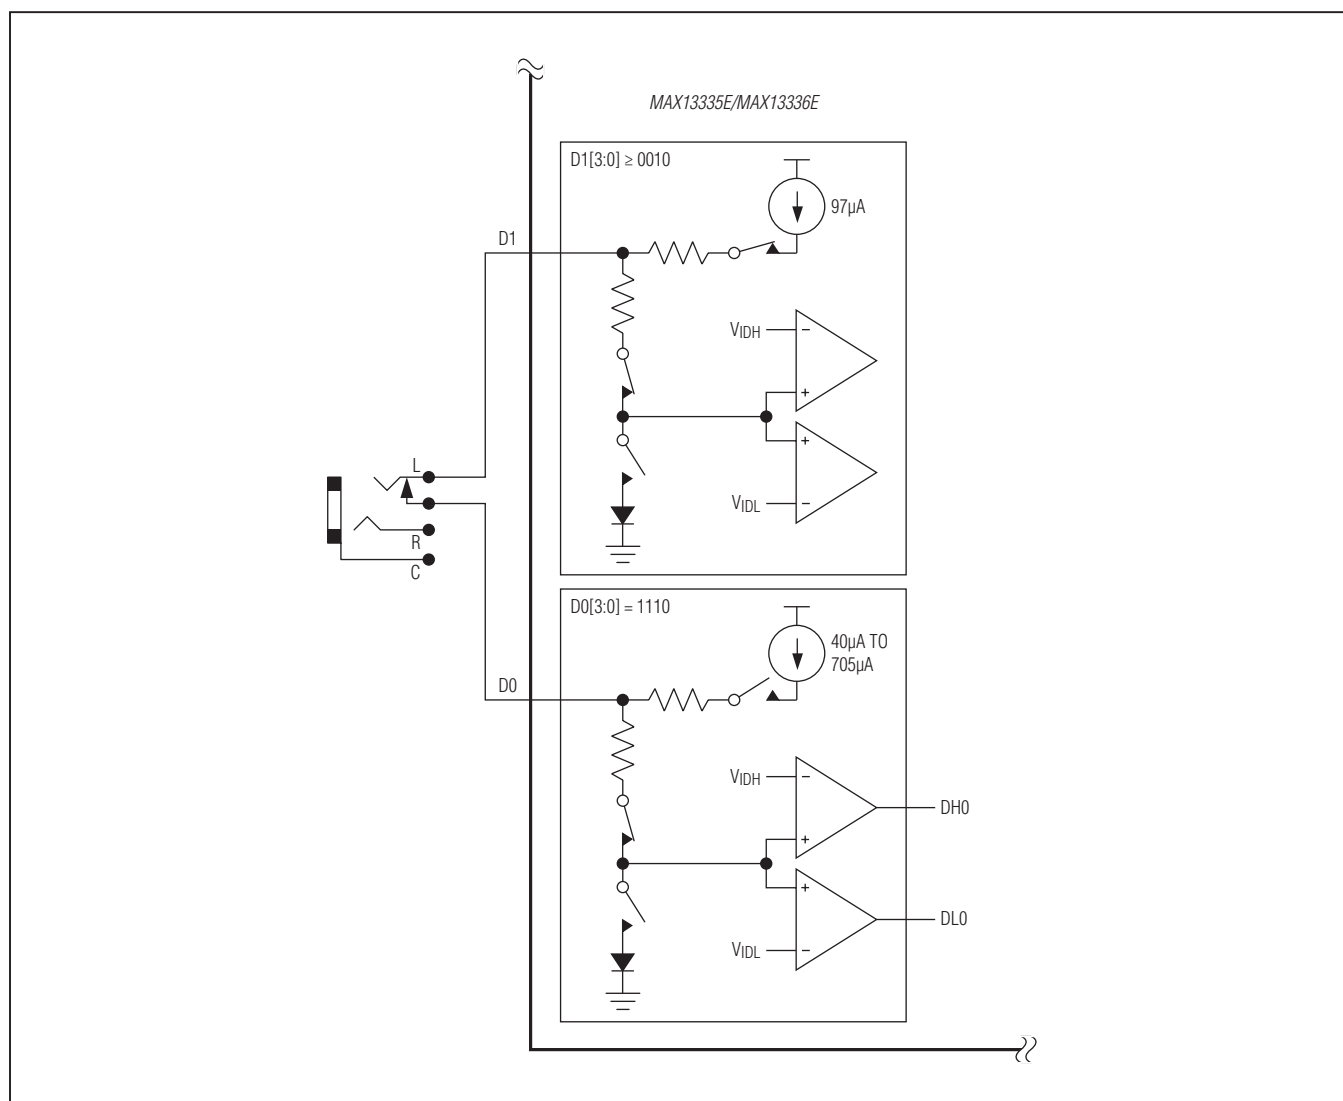 MAX13335E/MAX13336E
D1[3:0] ≥ 0010
97µA
D1
VIDH
−
+
+
VIDL
−
L
R
C
D0[3:0] = 1110
40µA TO
705µA
D0
VIDH
−
DH0
+
+
DL0
VIDL
−